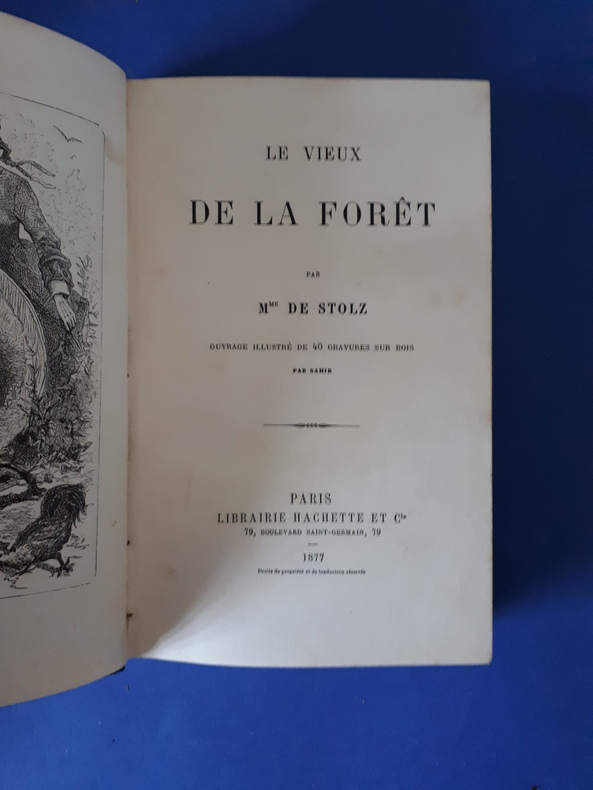 LE VIEUX
DE LA FORÊT
PAR
Mme DE STOLZ
OUVRAGE ILLUSTRÉ DE 40 GRAVURES SUR BOIS
PAR SAHIB
PARIS
LIBRAIRIE HACHETTE ET Cie
79, BOULEVARD SAINT-GERMAIN, 79
1877
Droits de propriété et de traduction réservés